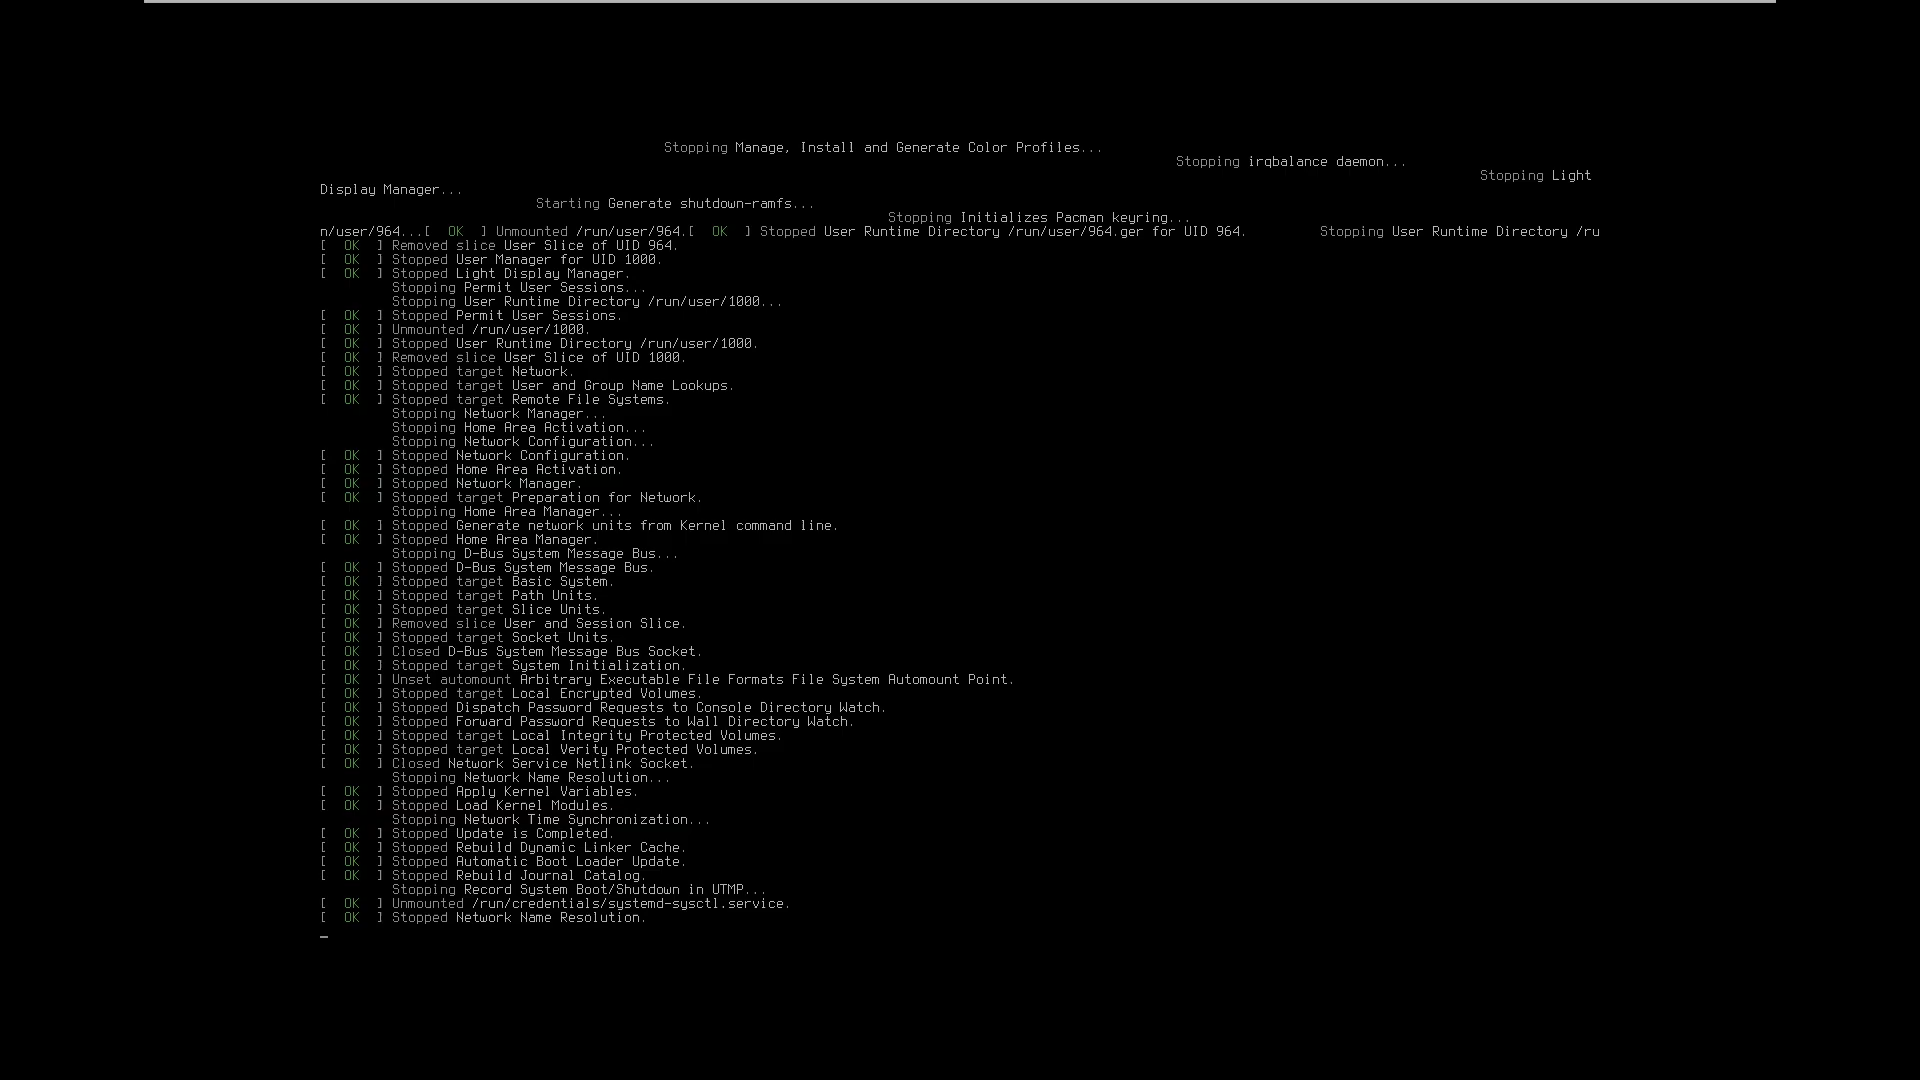 Stopping Manage, Install and Generate Color Profiles...
Stopping irqbalance daemon...
Stopping Light
Display Manager...
Starting Generate shutdown-ramfs...
Stopping Initializes Pacman keyring...
n/user/964...[  OK  ] Unmounted /run/user/964.[  OK  ] Stopped User Runtime Directory /run/user/964.ger for UID 964.         Stopping User Runtime Directory /ru
[  OK  ] Removed slice User Slice of UID 964.
[  OK  ] Stopped User Manager for UID 1000.
[  OK  ] Stopped Light Display Manager.
Stopping Permit User Sessions...
Stopping User Runtime Directory /run/user/1000...
[  OK  ] Stopped Permit User Sessions.
[  OK  ] Unmounted /run/user/1000.
[  OK  ] Stopped User Runtime Directory /run/user/1000.
[  OK  ] Removed slice User Slice of UID 1000.
[  OK  ] Stopped target Network.
[  OK  ] Stopped target User and Group Name Lookups.
[  OK  ] Stopped target Remote File Systems.
Stopping Network Manager...
Stopping Home Area Activation...
Stopping Network Configuration...
[  OK  ] Stopped Network Configuration.
[  OK  ] Stopped Home Area Activation.
[  OK  ] Stopped Network Manager.
[  OK  ] Stopped target Preparation for Network.
Stopping Home Area Manager...
[  OK  ] Stopped Generate network units from Kernel command line.
[  OK  ] Stopped Home Area Manager.
Stopping D-Bus System Message Bus...
[  OK  ] Stopped D-Bus System Message Bus.
[  OK  ] Stopped target Basic System.
[  OK  ] Stopped target Path Units.
[  OK  ] Stopped target Slice Units.
[  OK  ] Removed slice User and Session Slice.
[  OK  ] Stopped target Socket Units.
[  OK  ] Closed D-Bus System Message Bus Socket.
[  OK  ] Stopped target System Initialization.
[  OK  ] Unset automount Arbitrary Executable File Formats File System Automount Point.
[  OK  ] Stopped target Local Encrypted Volumes.
[  OK  ] Stopped Dispatch Password Requests to Console Directory Watch.
[  OK  ] Stopped Forward Password Requests to Wall Directory Watch.
[  OK  ] Stopped target Local Integrity Protected Volumes.
[  OK  ] Stopped target Local Verity Protected Volumes.
[  OK  ] Closed Network Service Netlink Socket.
Stopping Network Name Resolution...
[  OK  ] Stopped Apply Kernel Variables.
[  OK  ] Stopped Load Kernel Modules.
Stopping Network Time Synchronization...
[  OK  ] Stopped Update is Completed.
[  OK  ] Stopped Rebuild Dynamic Linker Cache.
[  OK  ] Stopped Automatic Boot Loader Update.
[  OK  ] Stopped Rebuild Journal Catalog.
Stopping Record System Boot/Shutdown in UTMP...
[  OK  ] Unmounted /run/credentials/systemd-sysctl.service.
[  OK  ] Stopped Network Name Resolution.